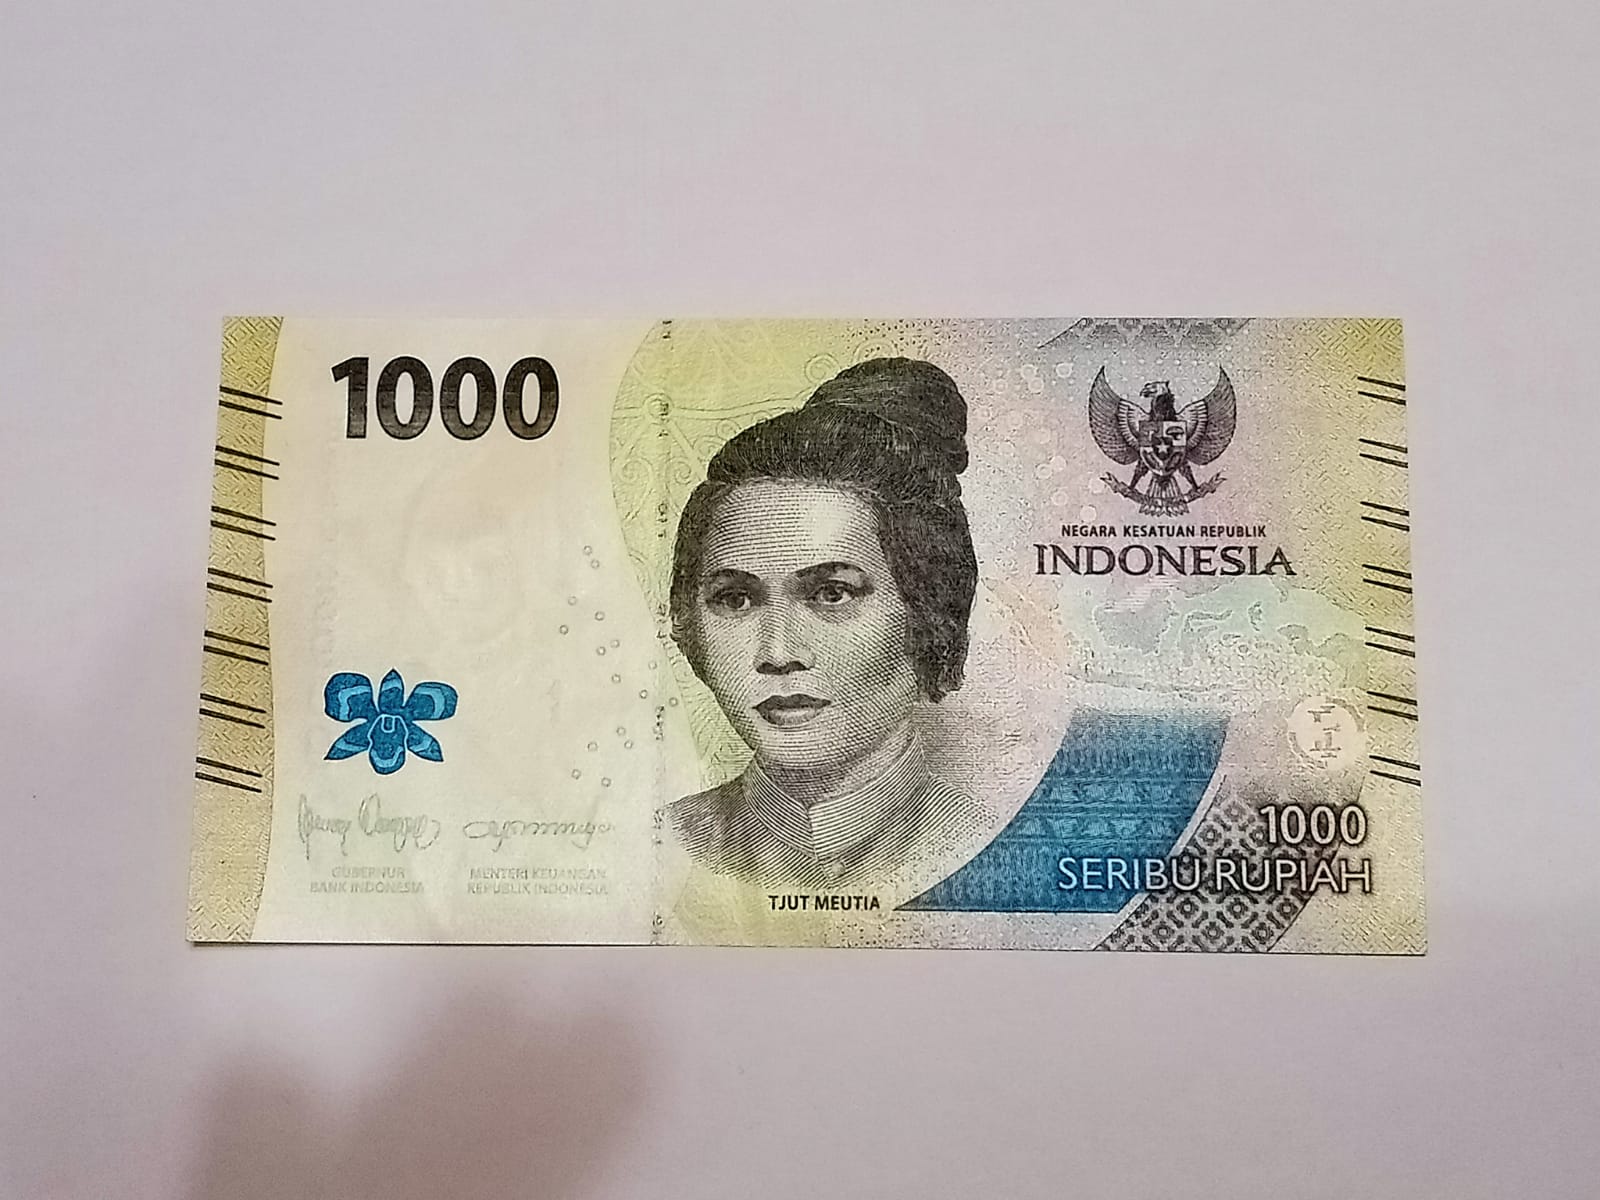 1000
NEGARA KESATUAN REPUBLIK
INDONESIA
GUBERNUR
BANK INDONESIA
MENTERI KEUANGAN
REPUBLIK INDONESIA
TJUT MEUTIA
1000
SERIBU RUPIAH